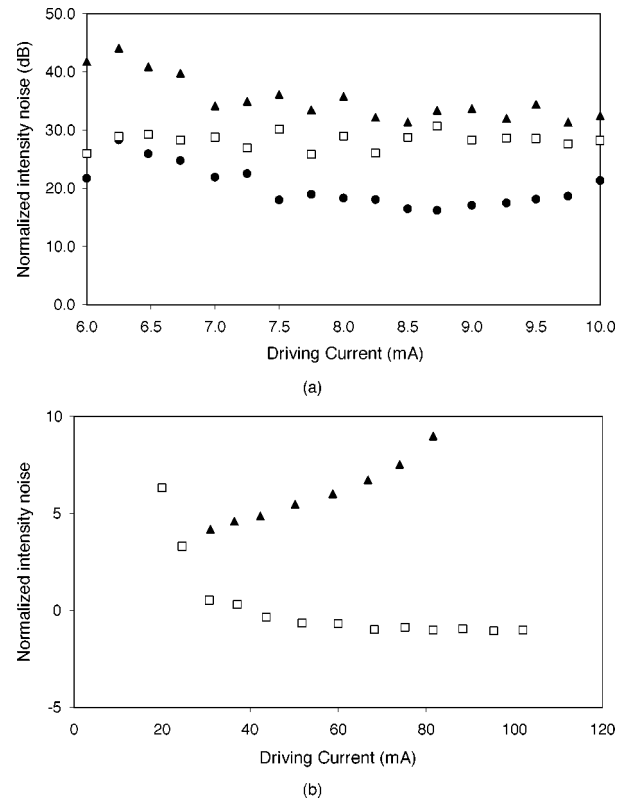 50.0
40.0
30.0
20.0
10.0
0.0
Normalized intensity noise (dB)
6.0 6.5 7.0 7.5 8.0 8.5 9.0 9.5 10.0
Driving Current (mA)
(a)
10
5
0
-5
Normalized intensity noise
0 20 40 60 80 100 120
Driving Current (mA)
(b)